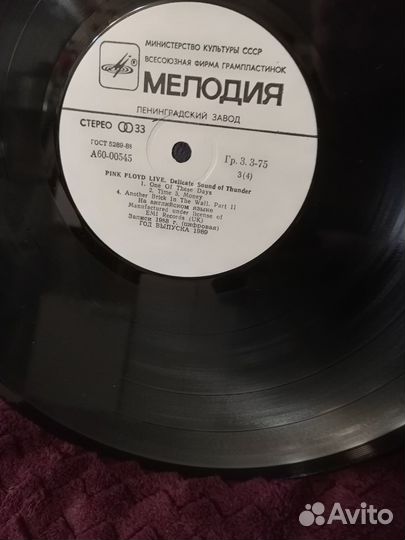 МИНИСТЕРСТВО КУЛЬТУРЫ СССР
ВСЕСОЮЗНАЯ ФИРМА ГРАМПЛАСТИНОК
МЕЛОДИЯ
ЛЕНИНГРАДСКИЙ ЗАВОД
СТЕРЕО 33
ГОСТ 5289-88
А60-00545
Гр. 3. 3-75
3(4)
PINK FLOYD LIVE. Delicate Sound of Thunder
1. One Of These Days
2. Time 3. Money
4. Another Brick In The Wall. Part II
На английском языке
Manufactured under license of
EMI Records (UK)
Записи 1988 г. (цифровая)
ГОД ВЫПУСКА 1989
Avito